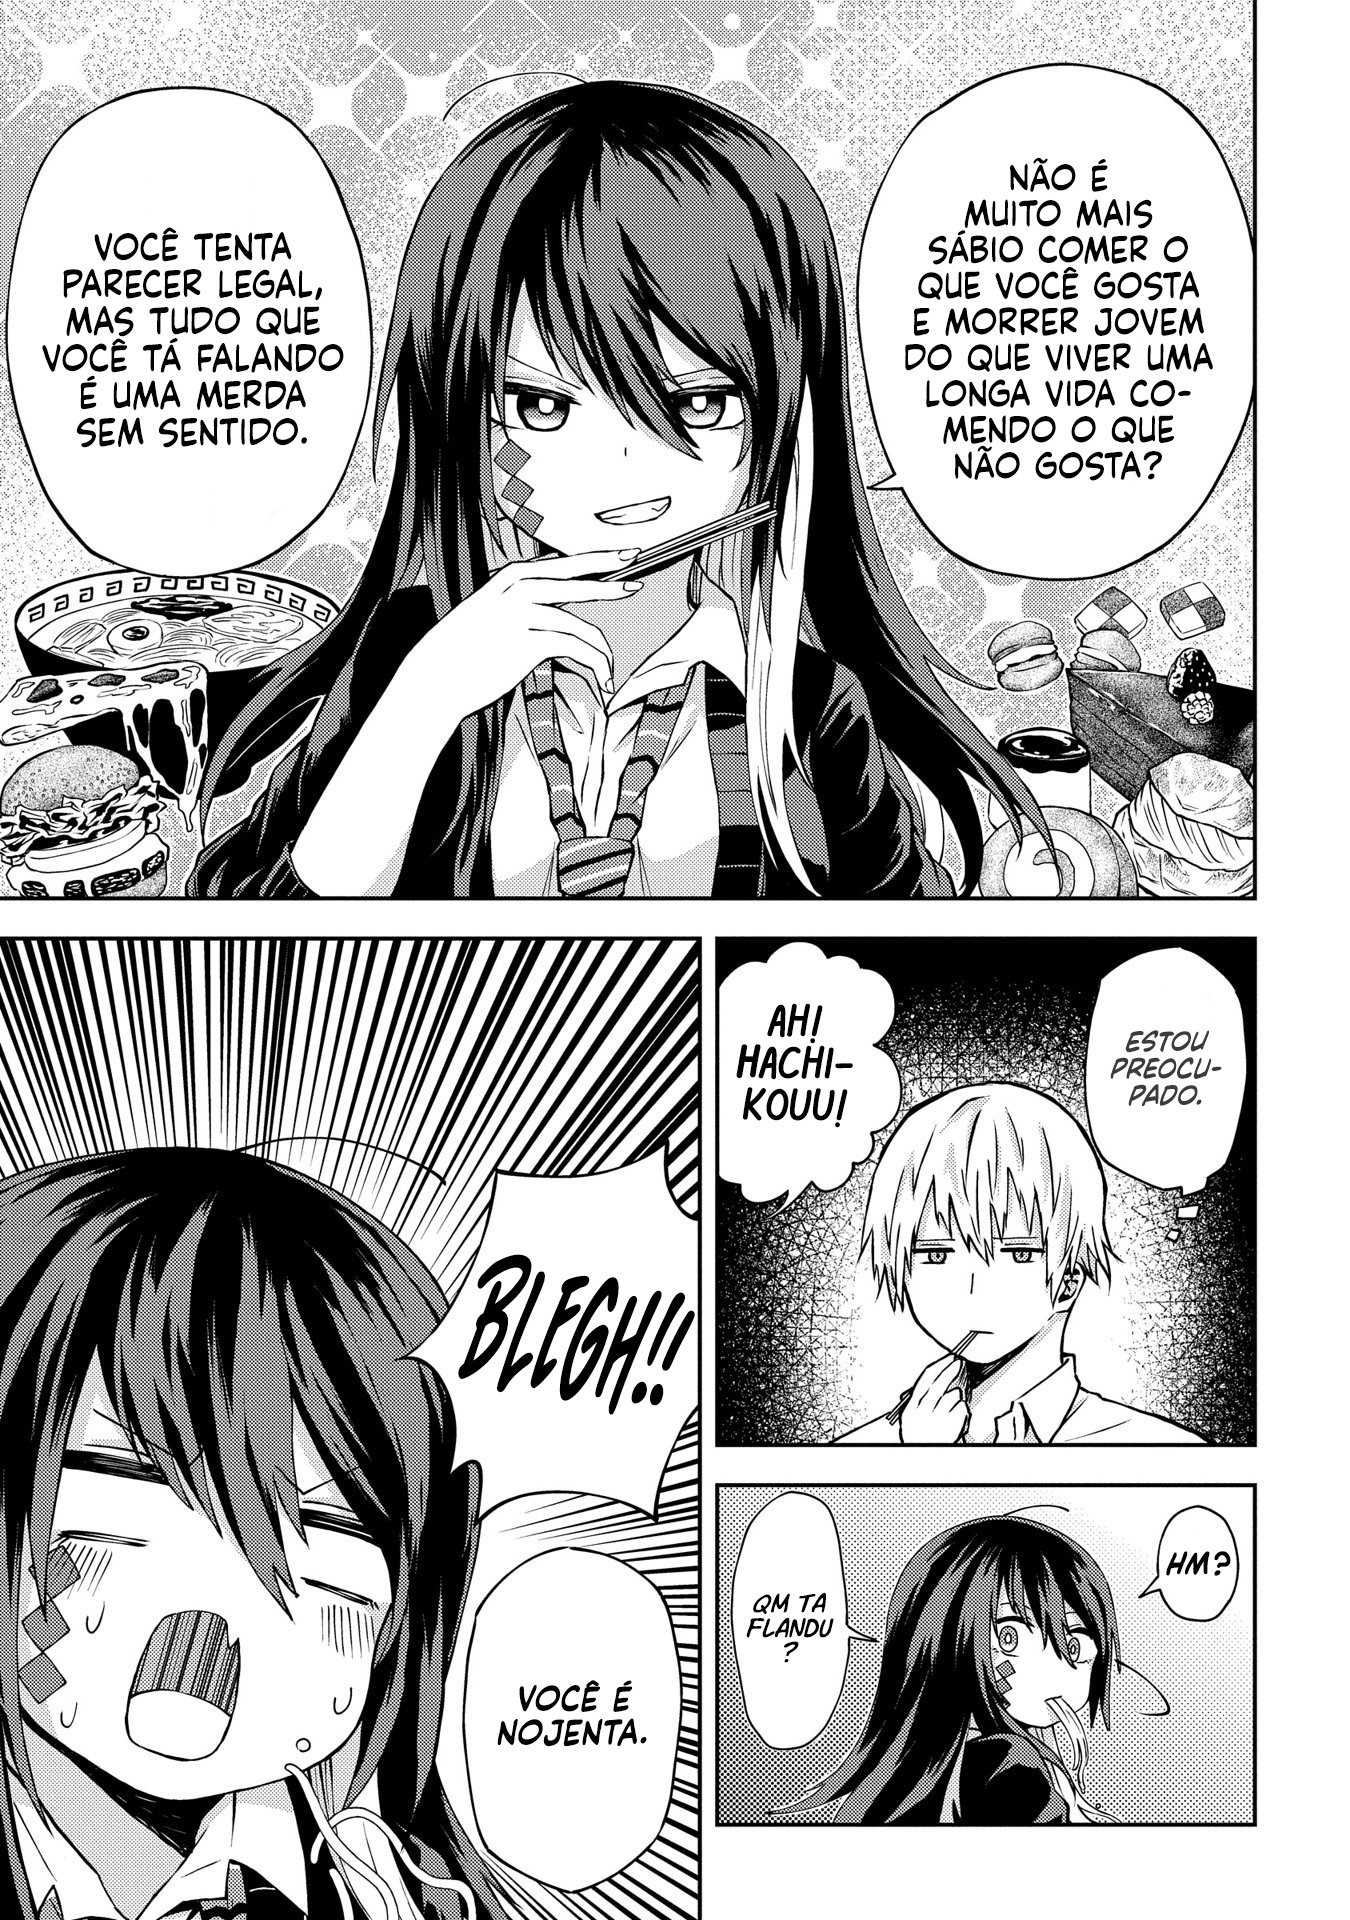 NÃO É
MUITO MAIS
SÁBIO COMER O
QUE VOCÊ GOSTA
E MORRER JOVEM
DO QUE VIVER UMA
LONGA VIDA CO-
MENDO O QUE
NÃO GOSTA?
VOCÊ TENTA
PARECER LEGAL,
MAS TUDO QUE
VOCÊ TÁ FALANDO
É UMA MERDA
SEM SENTIDO.
ESTOU
PREOCU-
PADO.
AH!
HACHI-
KOUU!
HM?
QM TA
FLANDU
?
BLEGH!!
VOCÊ É
NOJENTA.